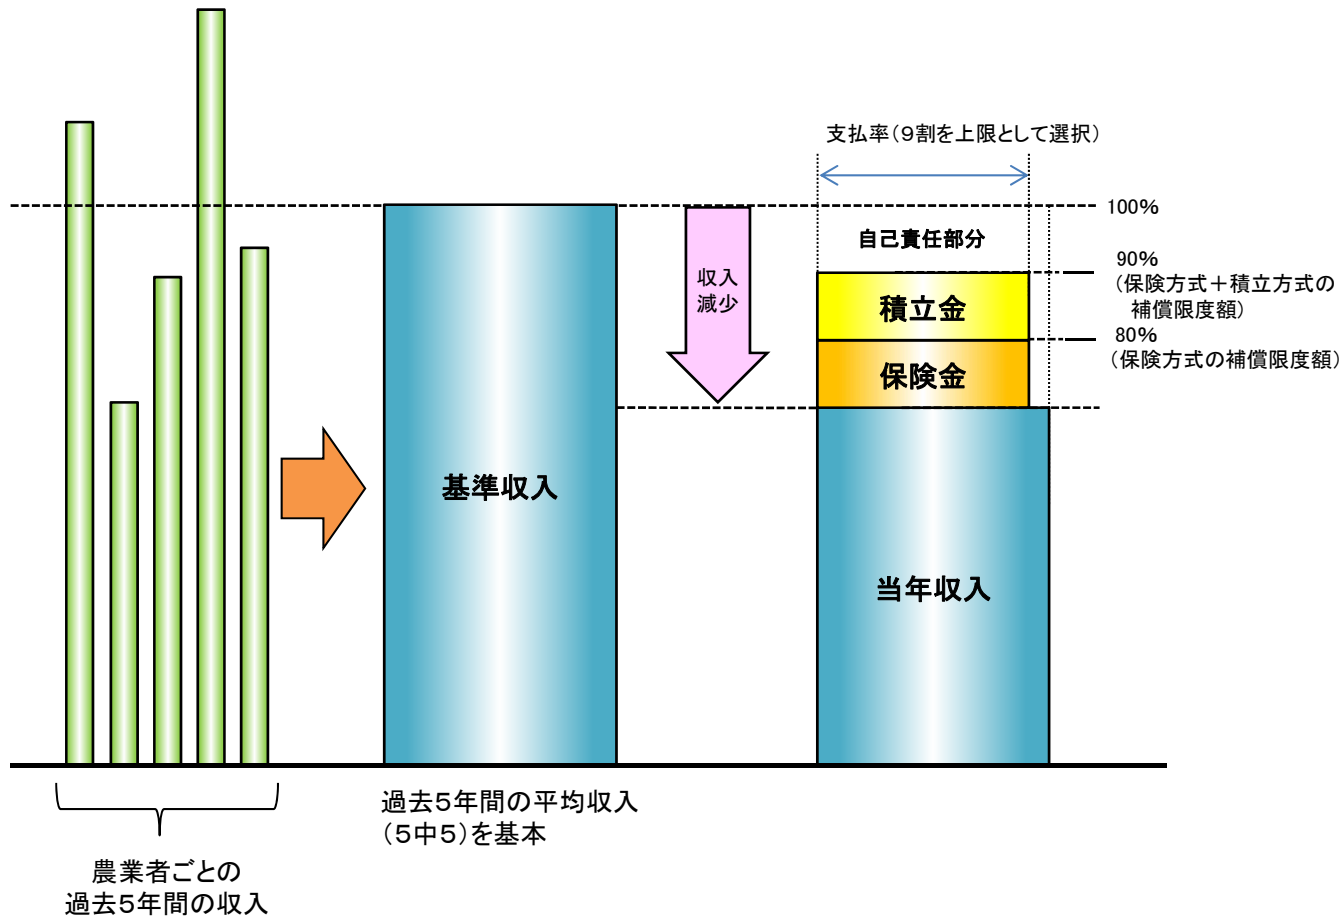 支払率（９割を上限として選択）
100%
自己責任部分
90%
（保険方式＋積立方式の
補償限度額）
収入
減少
積立金
80%
（保険方式の補償限度額）
保険金
基準収入
当年収入
過去５年間の平均収入
（５中５）を基本
農業者ごとの
過去５年間の収入